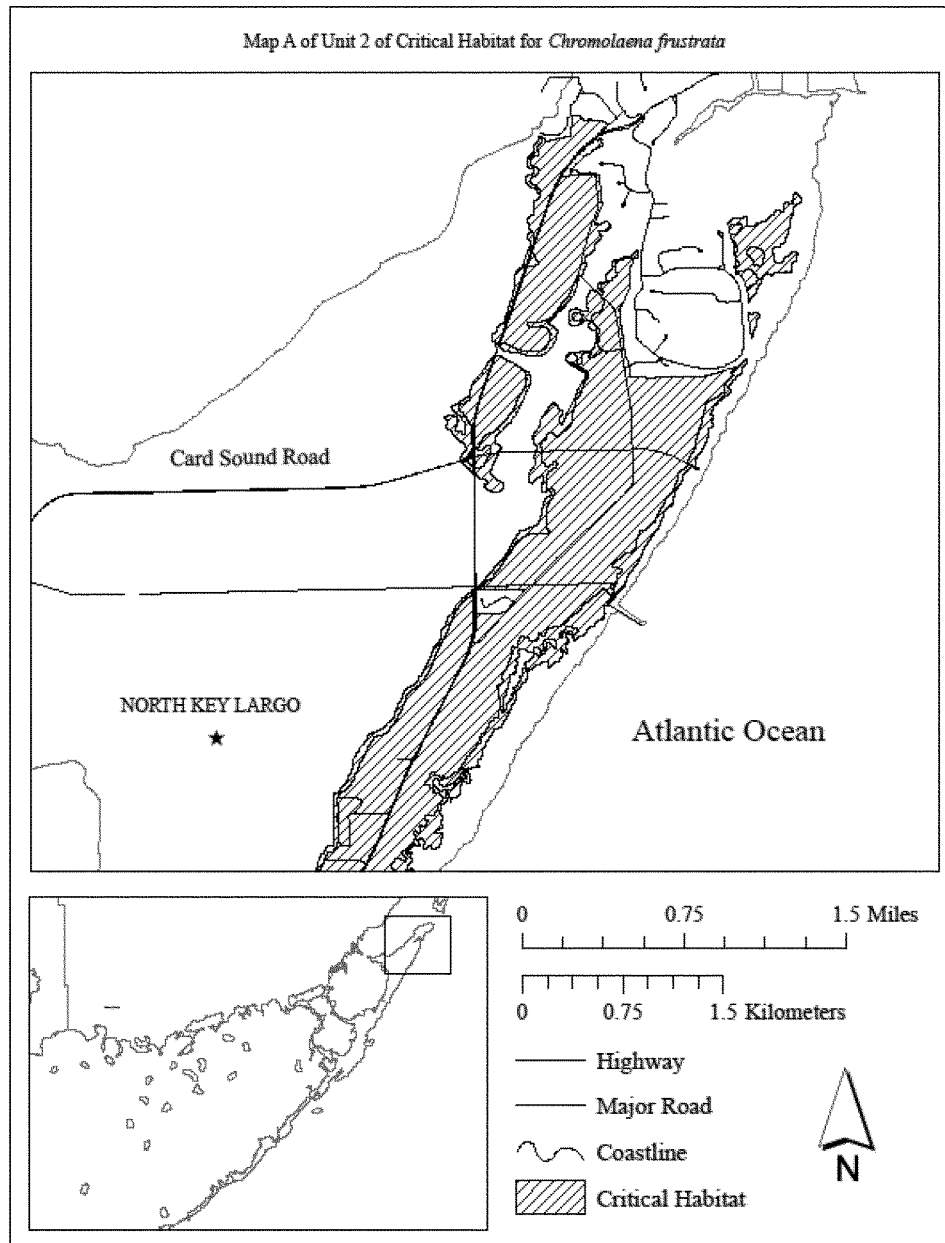 Map A of Unit 2 of Critical Habitat for Chromolaena frustrata
Card Sound Road
NORTH KEY LARGO
Atlantic Ocean
0 0.75 1.5 Miles
0 0.75 1.5 Kilometers
Highway
Major Road
Coastline
Critical Habitat
N